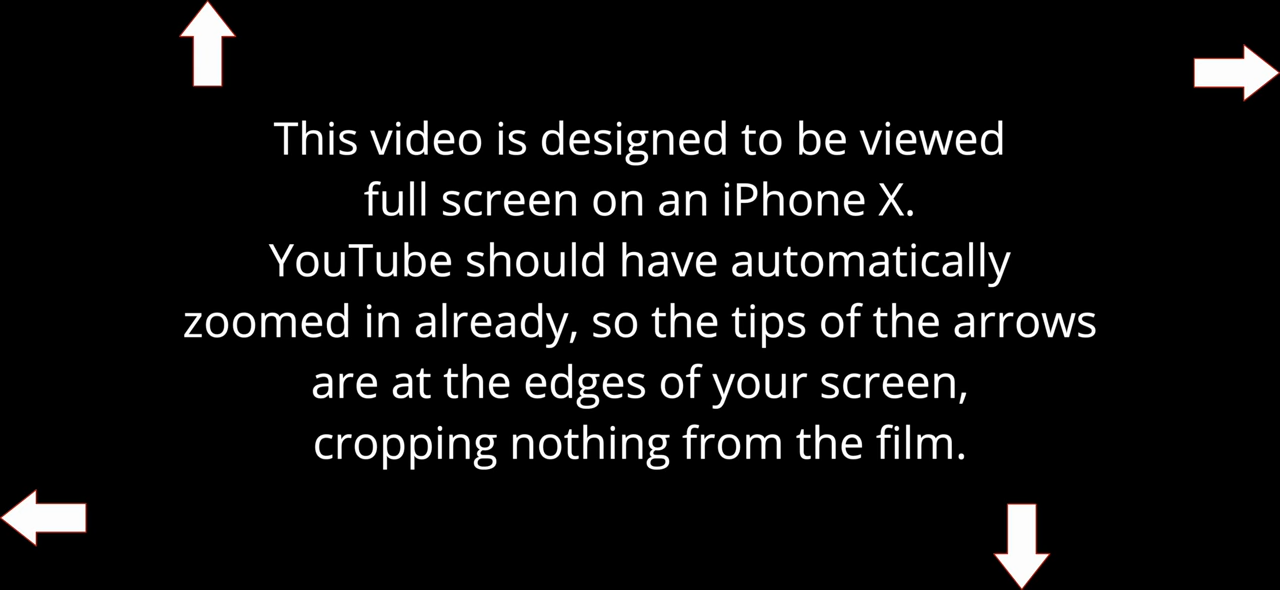 This video is designed to be viewed
full screen on an iPhone X.
YouTube should have automatically
zoomed in already, so the tips of the arrows
are at the edges of your screen,
cropping nothing from the film.